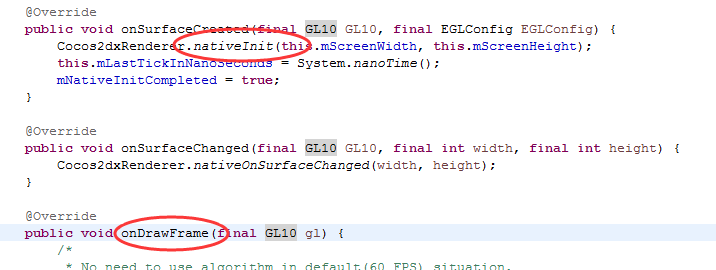 @Override
public void onSurfaceCreated(final GL10 GL10, final EGLConfig EGLConfig) {
Cocos2dxRenderer.nativeInit(this.mScreenWidth, this.mScreenHeight);
this.mLastTickInNanoSeconds = System.nanoTime();
mNativeInitCompleted = true;
}
@Override
public void onSurfaceChanged(final GL10 GL10, final int width, final int height) {
Cocos2dxRenderer.nativeOnSurfaceChanged(width, height);
}
@Override
public void onDrawFrame(final GL10 gl) {
/*
* No need to use algorithm in default(60 FPS) situation.